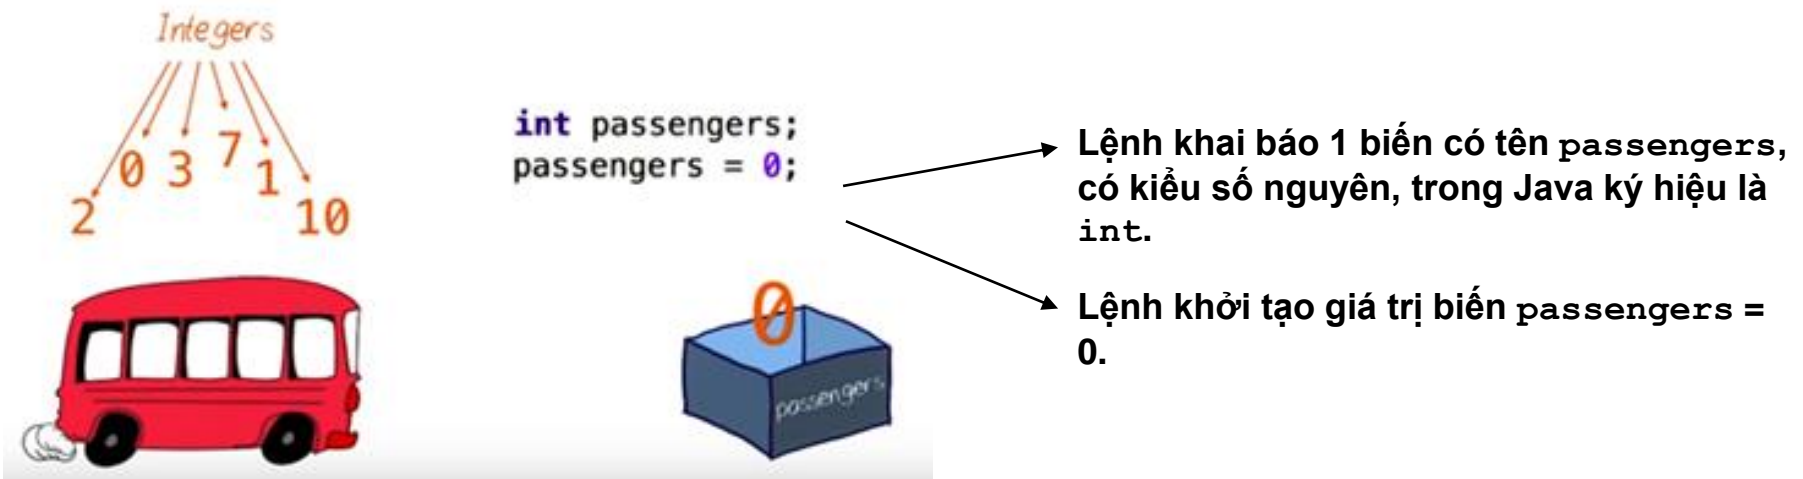 Integers
0 3 7 1
2 10
int passengers;
passengers = 0;
0
passengers
Lệnh khai báo 1 biến có tên passengers,
có kiểu số nguyên, trong Java ký hiệu là
int.
Lệnh khởi tạo giá trị biến passengers =
0.